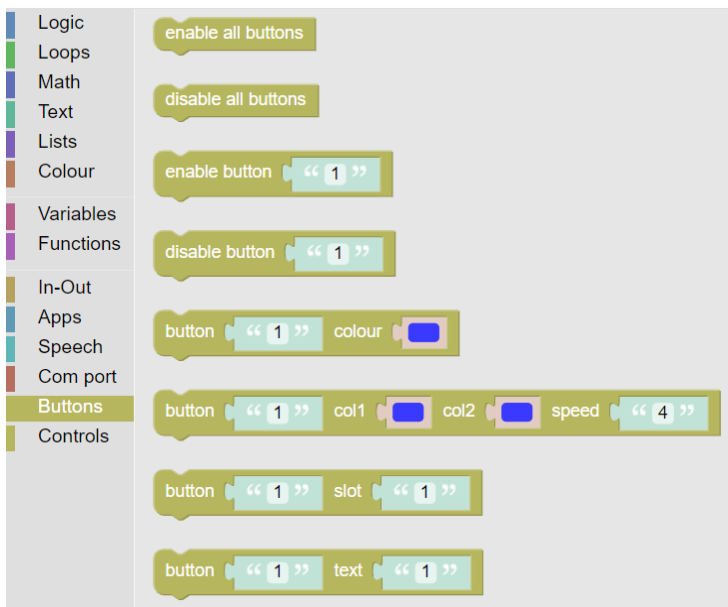 Logic
Loops
Math
Text
Lists
Colour
Variables
Functions
In-Out
Apps
Speech
Com port
Buttons
Controls
enable all buttons
disable all buttons
enable button “ 1 ”
disable button “ 1 ”
button “ 1 ” colour
button “ 1 ” col1 col2 speed “ 4 ”
button “ 1 ” slot “ 1 ”
button “ 1 ” text “ 1 ”